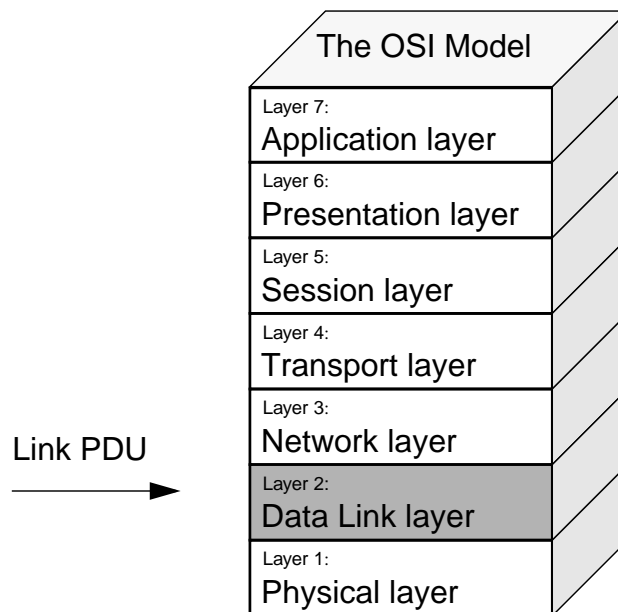 The OSI Model
Layer 7:
Application layer
Layer 6:
Presentation layer
Layer 5:
Session layer
Layer 4:
Transport layer
Layer 3:
Network layer
Link PDU
Layer 2:
Data Link layer
Layer 1:
Physical layer